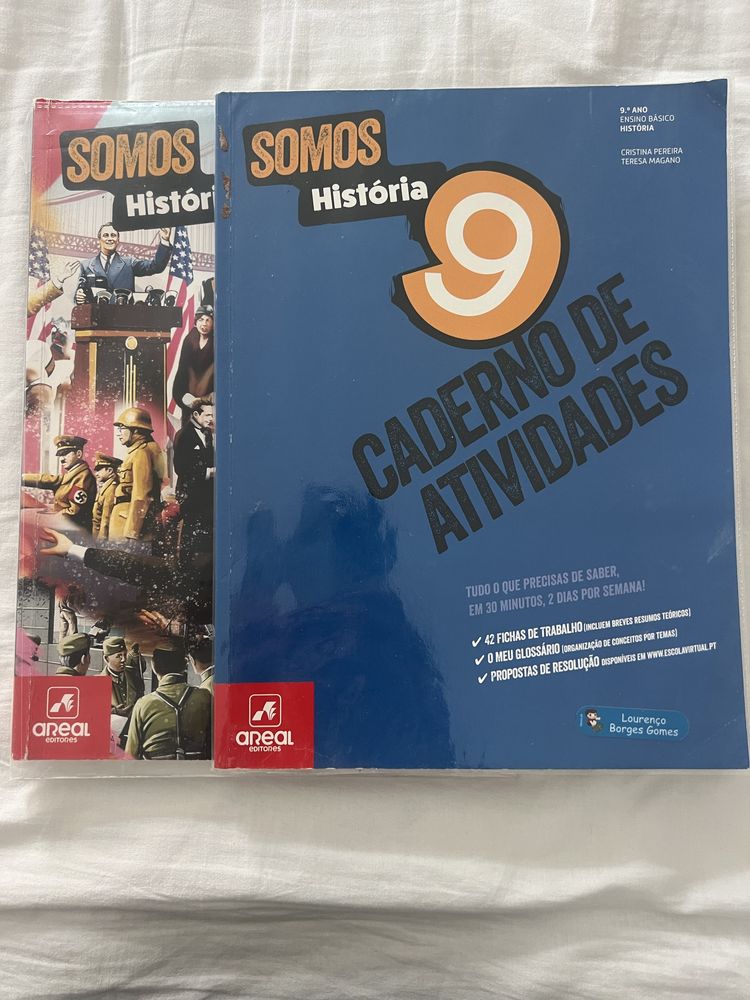 SOMOS
Históri
areal
EDITORES
SOMOS
História
9
9.º ANO
ENSINO BÁSICO
HISTÓRIA
CRISTINA PEREIRA
TERESA MAGANO
CADERNO DE
ATIVIDADES
TUDO O QUE PRECISAS DE SABER,
EM 30 MINUTOS, 2 DIAS POR SEMANA!
✓ 42 FICHAS DE TRABALHO (INCLUEM BREVES RESUMOS TEÓRICOS)
✓ O MEU GLOSSÁRIO (ORGANIZAÇÃO DE CONCEITOS POR TEMAS)
✓ PROPOSTAS DE RESOLUÇÃO DISPONÍVEIS EM WWW.ESCOLAVIRTUAL.PT
areal
EDITORES
Lourenço
Borges Gomes